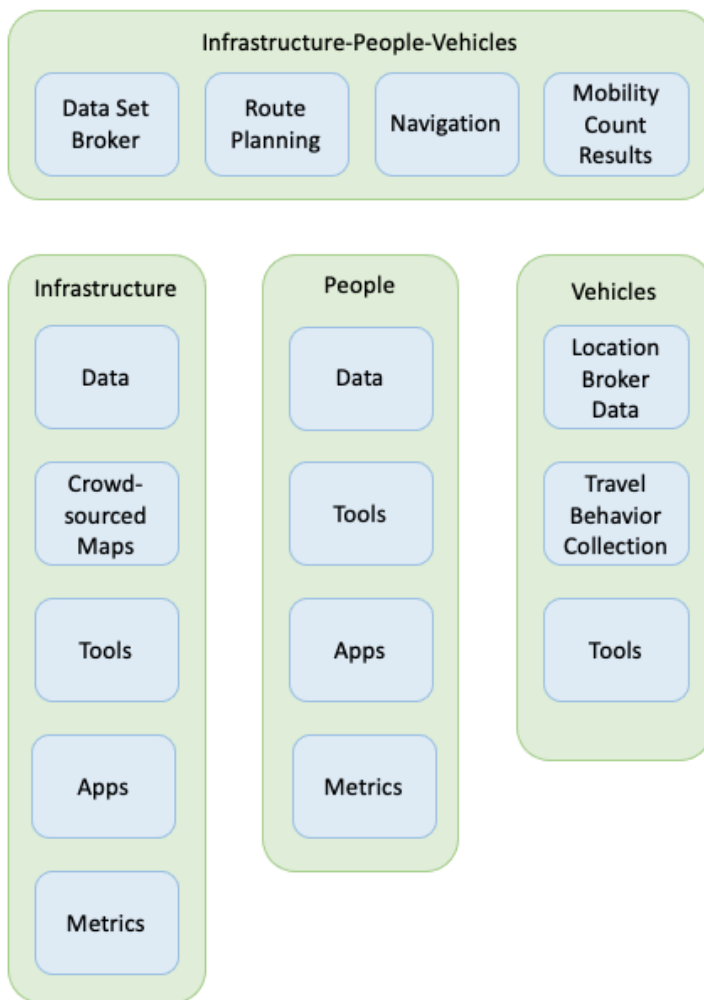 Infrastructure-People-Vehicles
Data Set
Broker
Route
Planning
Navigation
Mobility
Count
Results
Infrastructure
Data
Crowd-
sourced
Maps
Tools
Apps
Metrics
People
Data
Tools
Apps
Metrics
Vehicles
Location
Broker
Data
Travel
Behavior
Collection
Tools